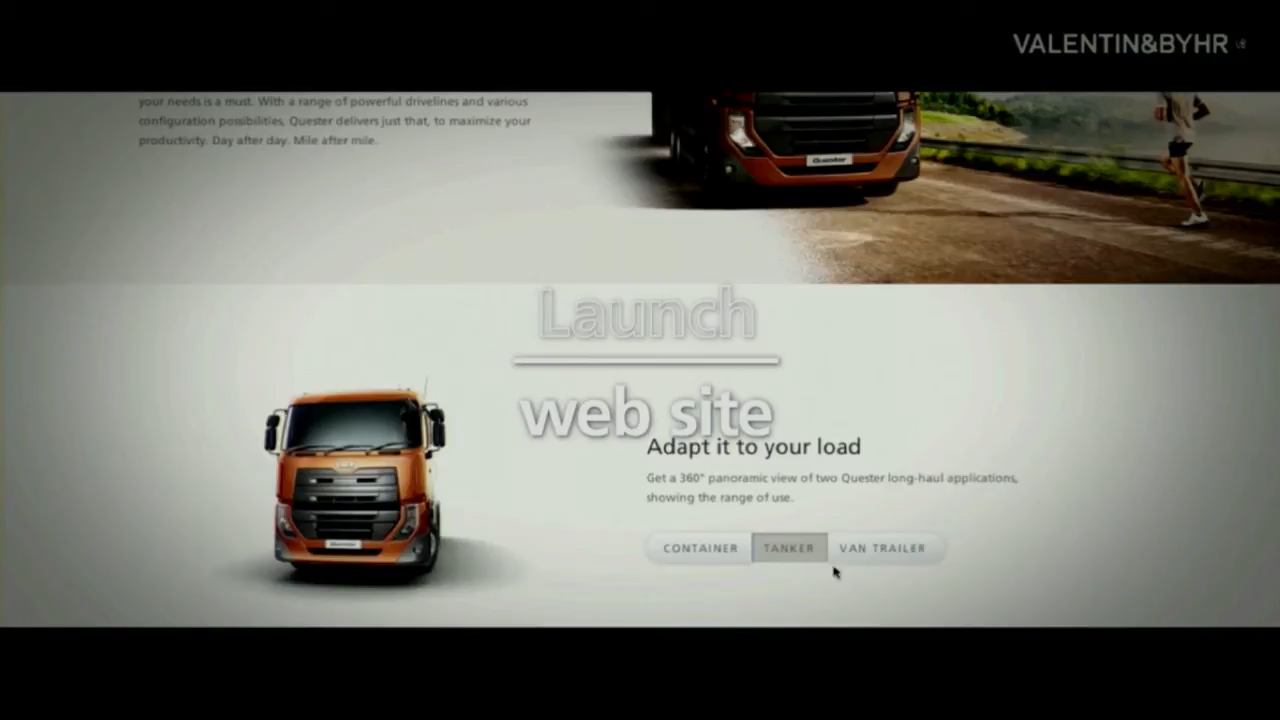 VALENTIN&BYHR
your needs is a must. With a range of powerful drivelines and various
configuration possibilities, Quester delivers just that, to maximize your
productivity. Day after day. Mile after mile.
Quester
Launch
web site
Adapt it to your load
Get a 360° panoramic view of two Quester long-haul applications,
showing the range of use.
Quester
CONTAINER TANKER VAN TRAILER